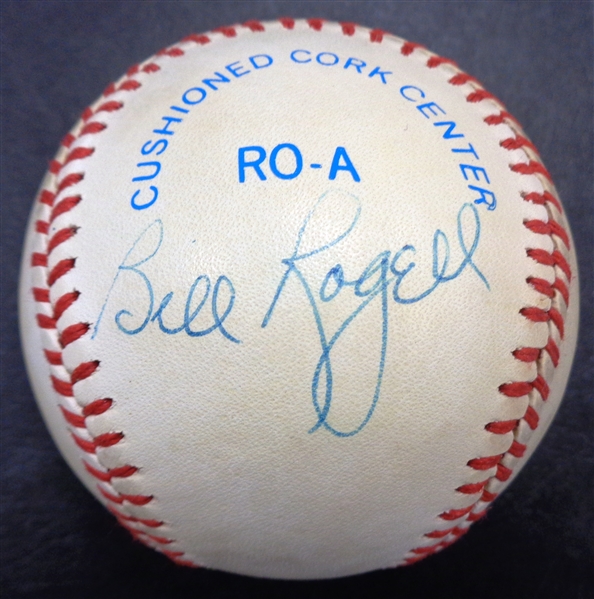 CUSHIONED CORK CENTER
RO-A
Bill Rogell